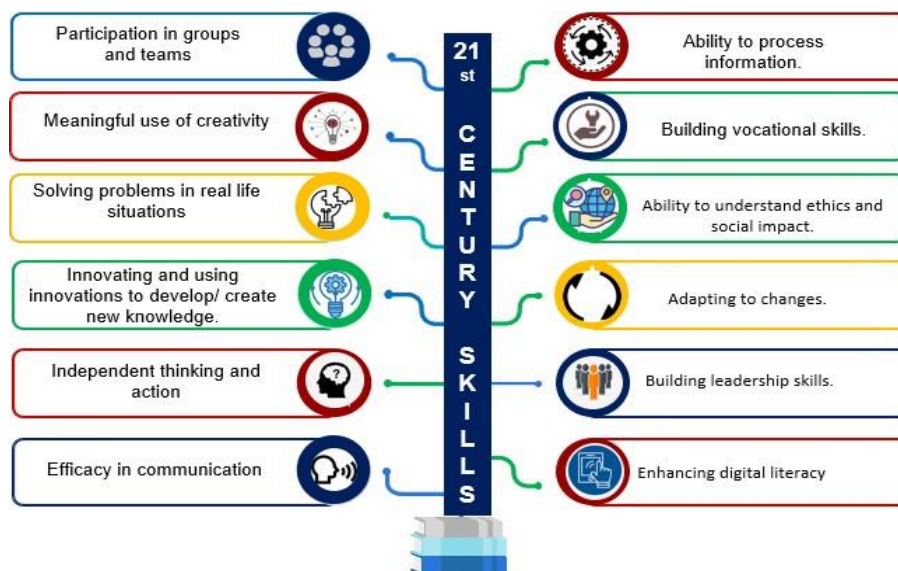 Participation in groups
and teams
Meaningful use of creativity
Solving problems in real life
situations
Innovating and using
innovations to develop/ create
new knowledge.
Independent thinking and
action
Efficacy in communication
21
st
CENTURY
SKILLS
Ability to process
information.
Building vocational skills.
Ability to understand ethics and
social impact.
Adapting to changes.
Building leadership skills.
Enhancing digital literacy